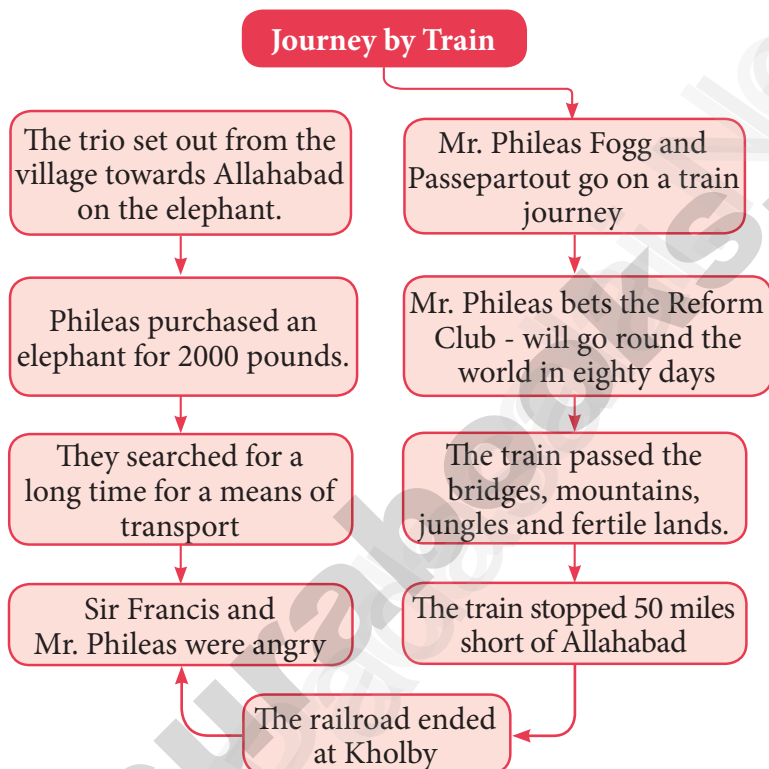 Journey by Train
The trio set out from the
village towards Allahabad
on the elephant.
Mr. Phileas Fogg and
Passepartout go on a train
journey
Phileas purchased an
elephant for 2000 pounds.
Mr. Phileas bets the Reform
Club - will go round the
world in eighty days
They searched for a
long time for a means of
transport
The train passed the
bridges, mountains,
jungles and fertile lands.
Sir Francis and
Mr. Phileas were angry
The train stopped 50 miles
short of Allahabad
The railroad ended
at Kholby